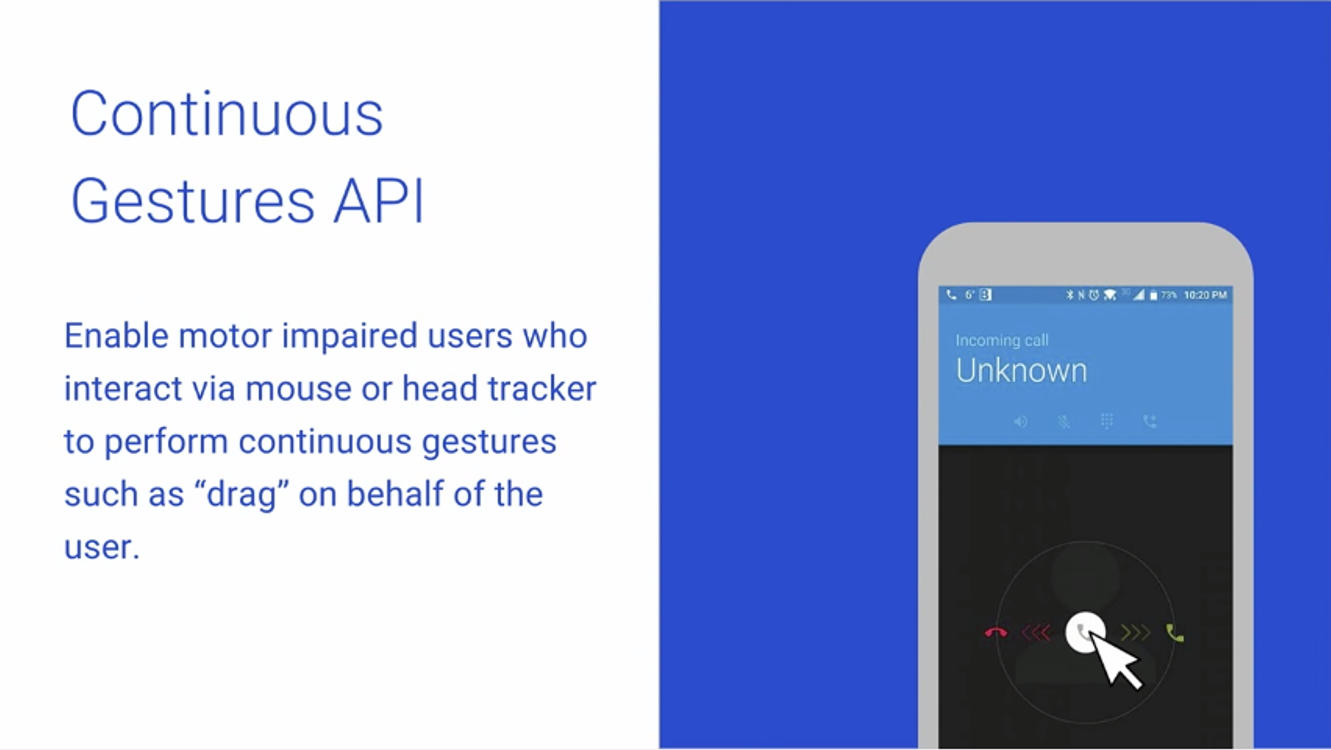 Continuous
Gestures API
Enable motor impaired users who
interact via mouse or head tracker
to perform continuous gestures
such as “drag” on behalf of the
user.
6° 3G 73% 10:20 PM
Incoming call
Unknown